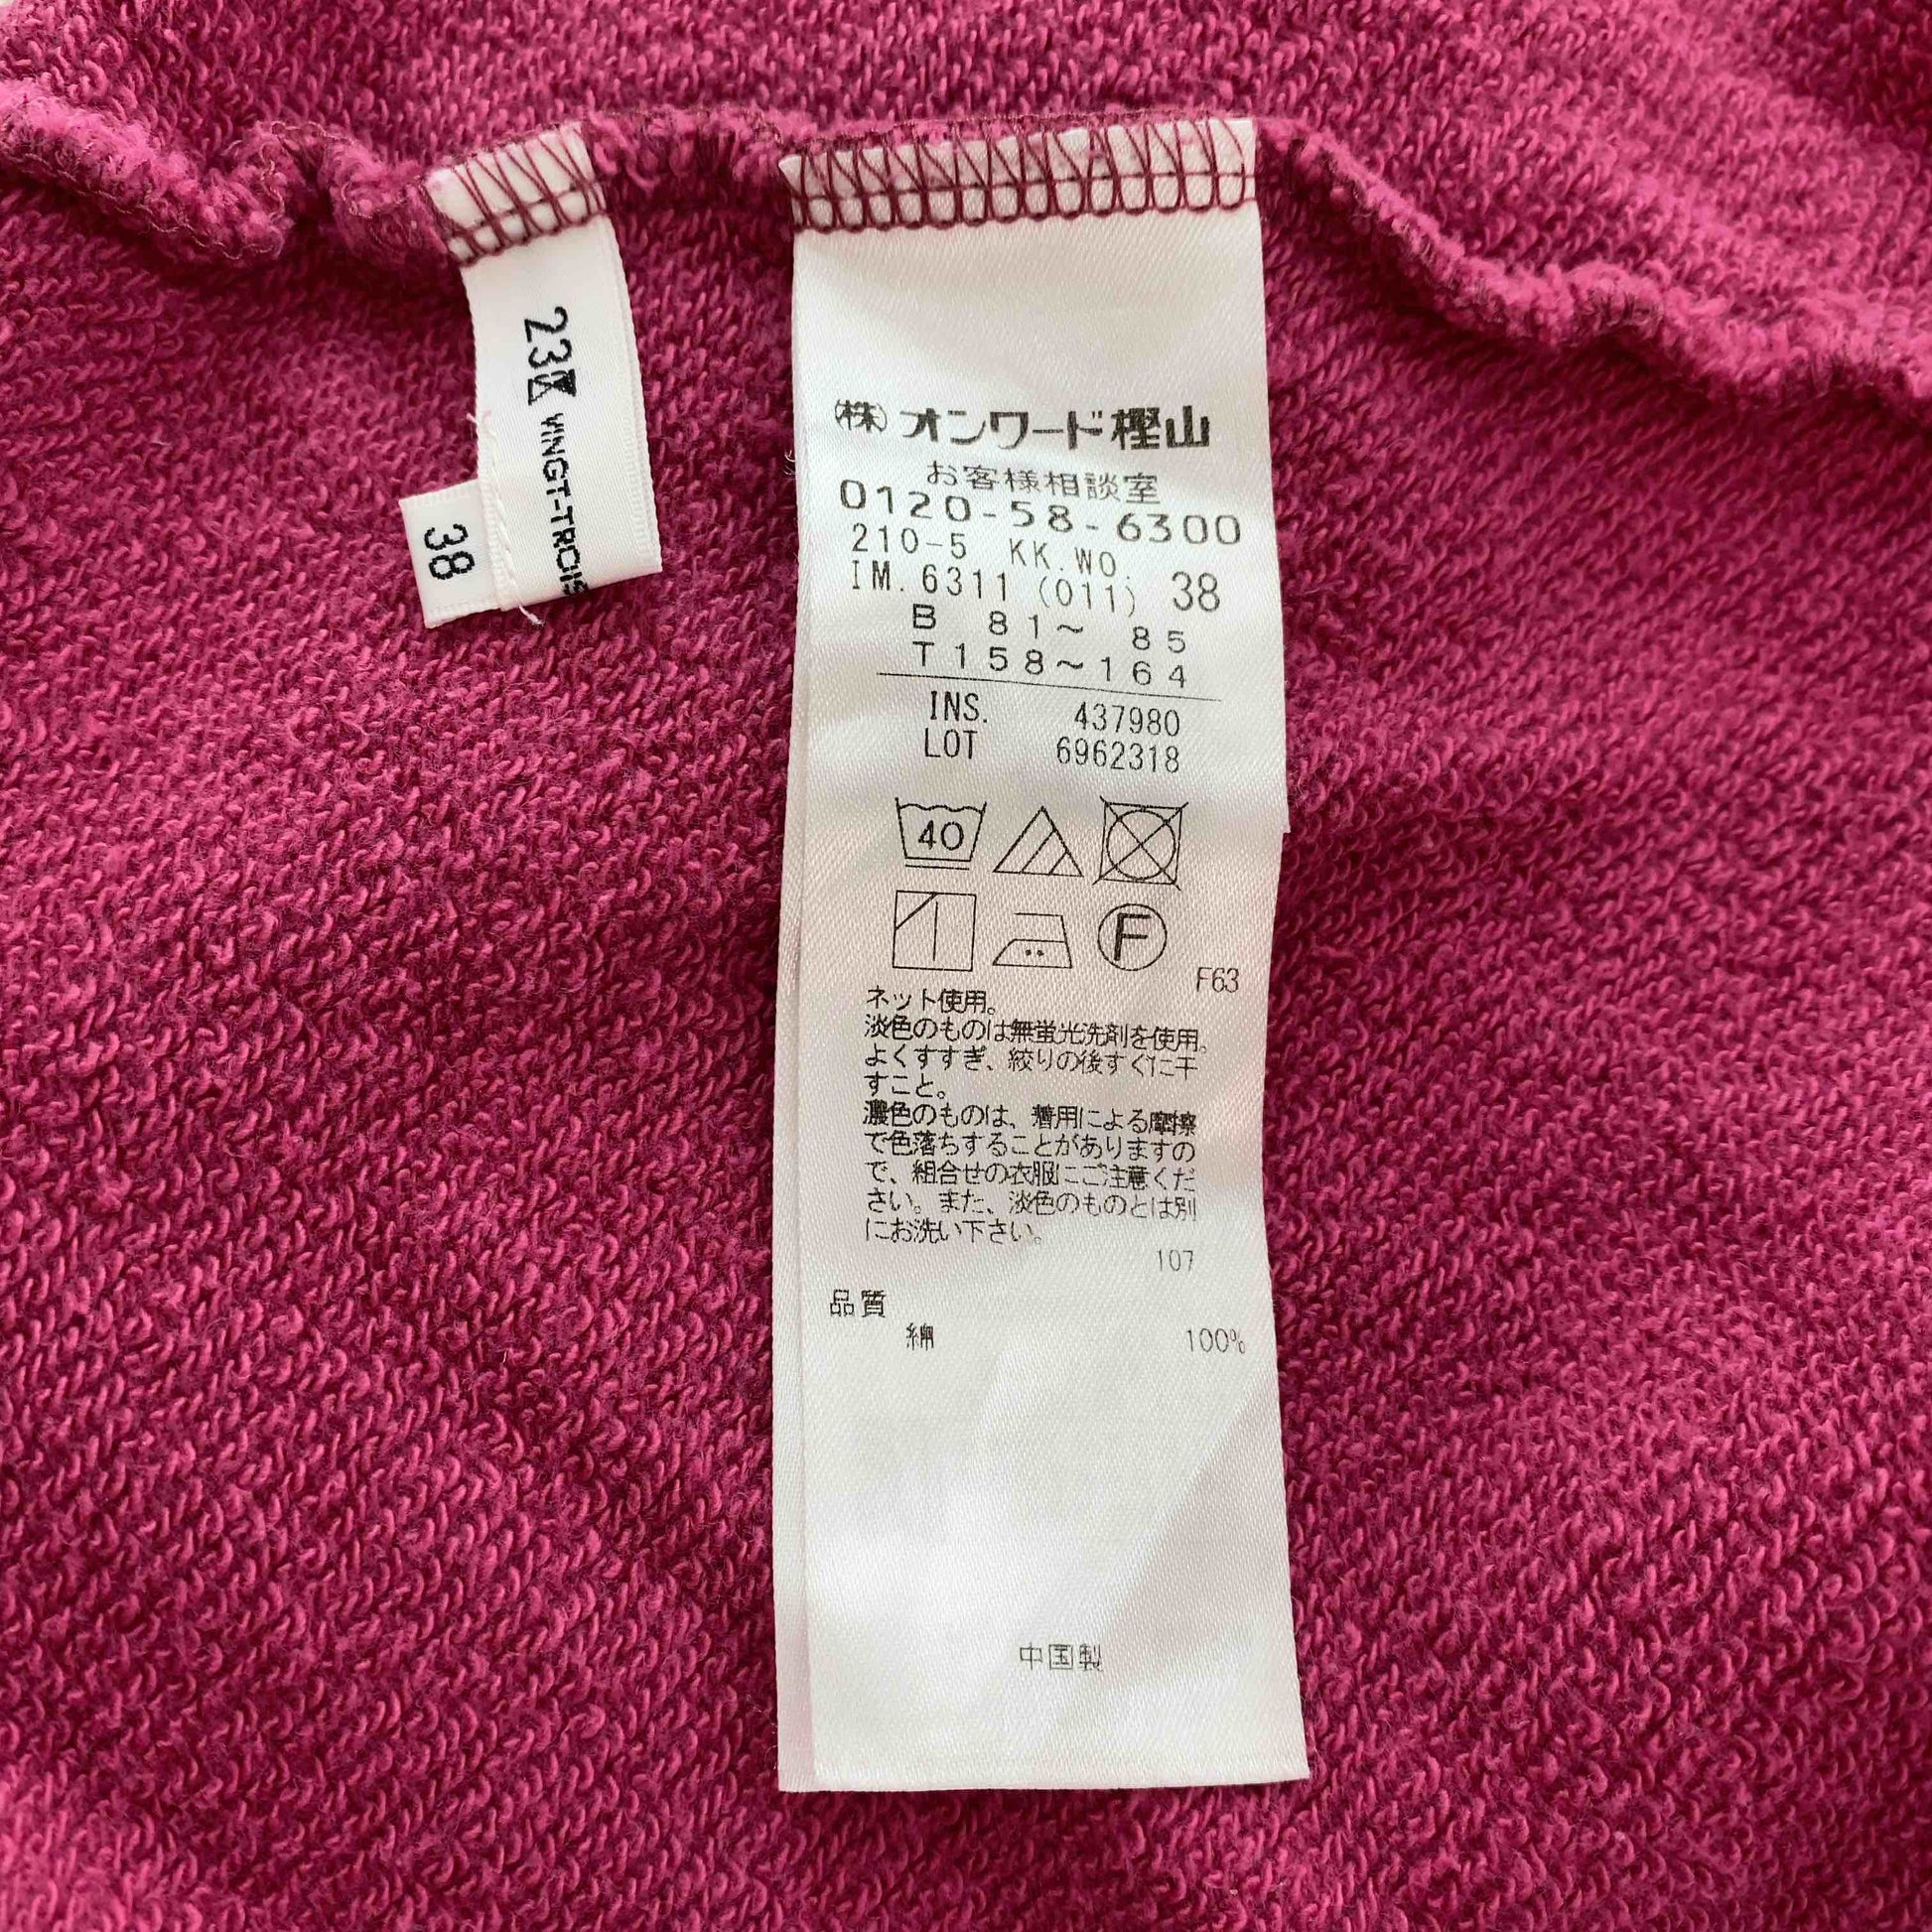 23区
VINGT-TROIS
38
(株)オンワード樫山
お客様相談室
0120-58-6300
210-5 KK.WO.
IM.6311 (011) 38
B 81～ 85
T158～164
INS. 437980
LOT 6962318
40
F
F63
ネット使用。
淡色のものは無蛍光洗剤を使用。
よくすすぎ、絞りの後すぐに干
すこと。
濃色のものは、着用による摩擦
で色落ちすることがありますの
で、組合せの衣服にご注意くだ
さい。また、淡色のものとは別
にお洗い下さい。
107
品質
綿 100%
中国製